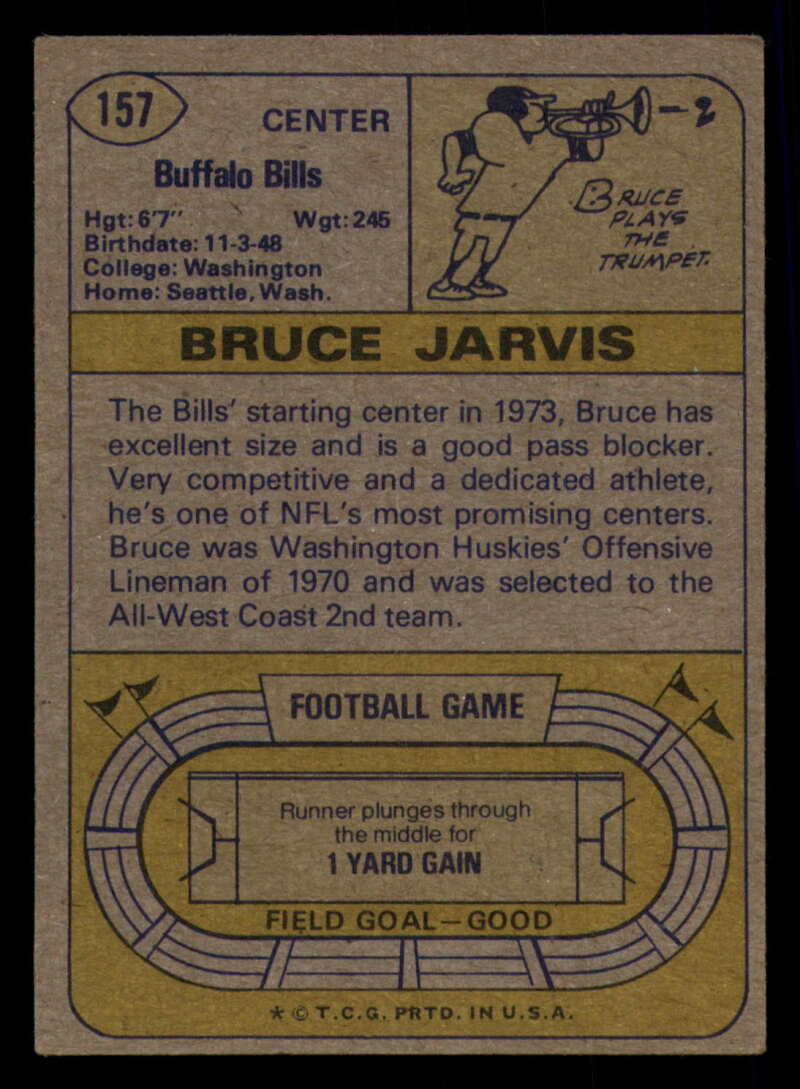 157
CENTER
Buffalo Bills
Hgt: 6'7" Wgt: 245
Birthdate: 11-3-48
College: Washington
Home: Seattle, Wash.
BRUCE
PLAYS
THE
TRUMPET.
BRUCE JARVIS
The Bills' starting center in 1973, Bruce has
excellent size and is a good pass blocker.
Very competitive and a dedicated athlete,
he's one of NFL's most promising centers.
Bruce was Washington Huskies' Offensive
Lineman of 1970 and was selected to the
All-West Coast 2nd team.
FOOTBALL GAME
Runner plunges through
the middle for
1 YARD GAIN
FIELD GOAL—GOOD
* © T.C.G. PRTD. IN U.S.A.